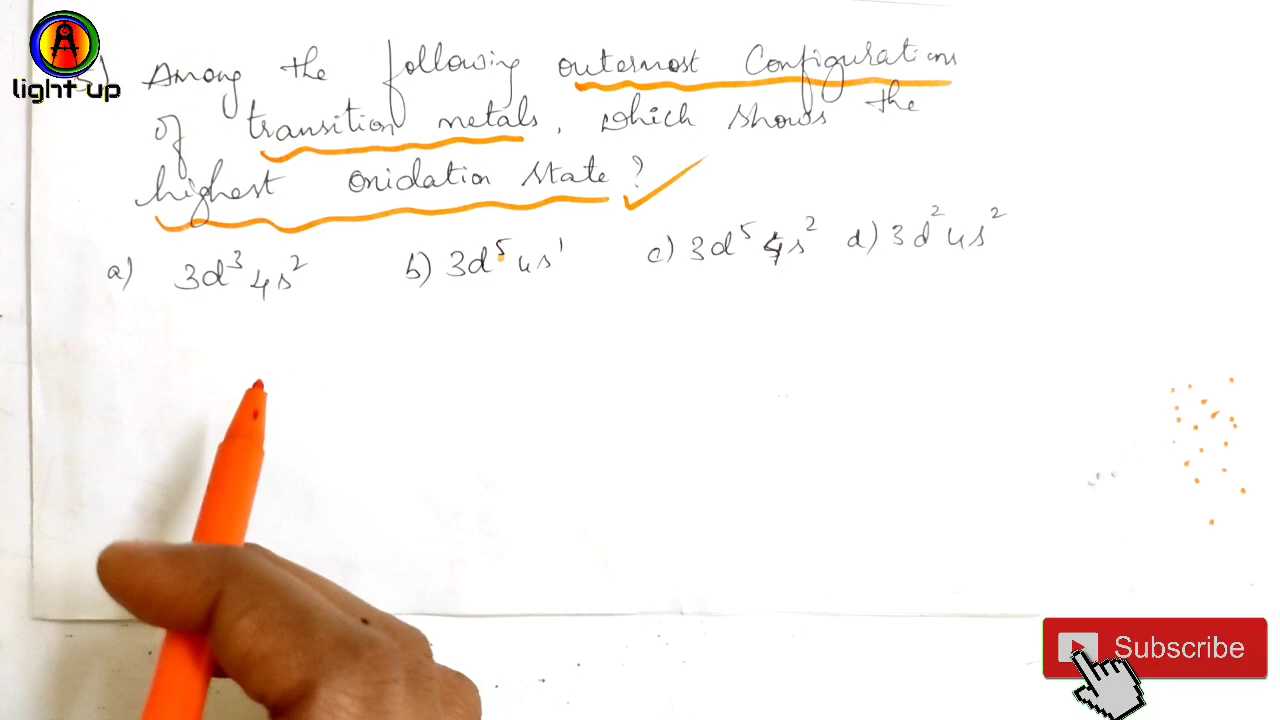 light up
5) Among the following outermost Configurations
of transition metals, which shows the
highest Oxidation State ?
a) 3d³ 4s² b) 3d⁵ 4s¹ c) 3d⁵ 4s² d) 3d² 4s²
Subscribe